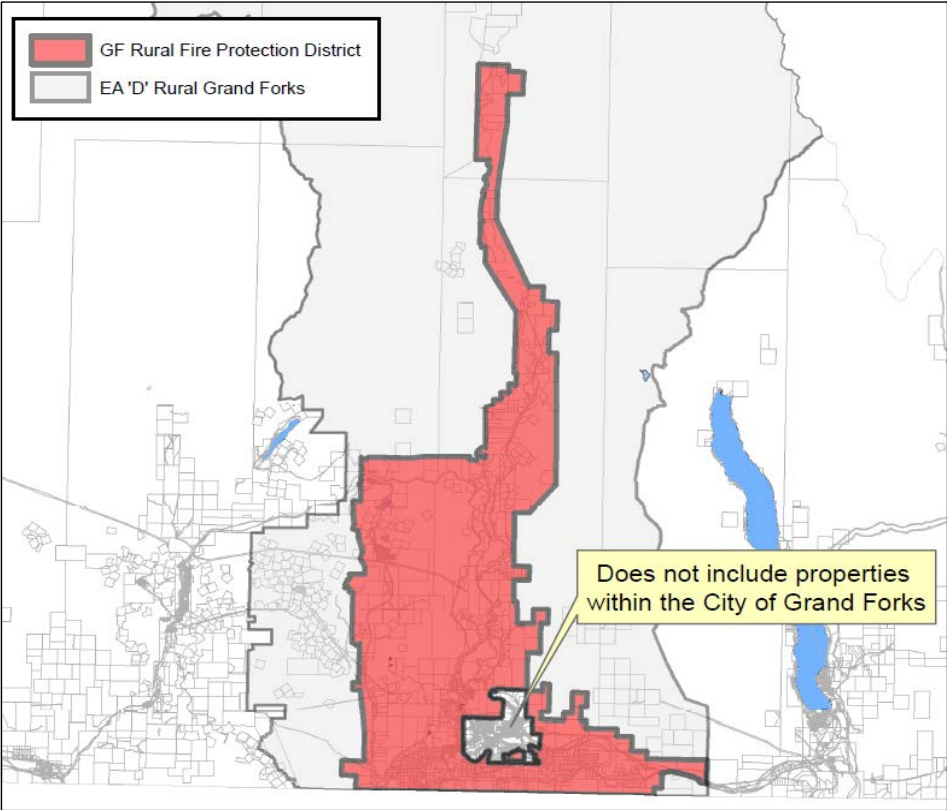 GF Rural Fire Protection District
EA 'D' Rural Grand Forks
Does not include properties
within the City of Grand Forks